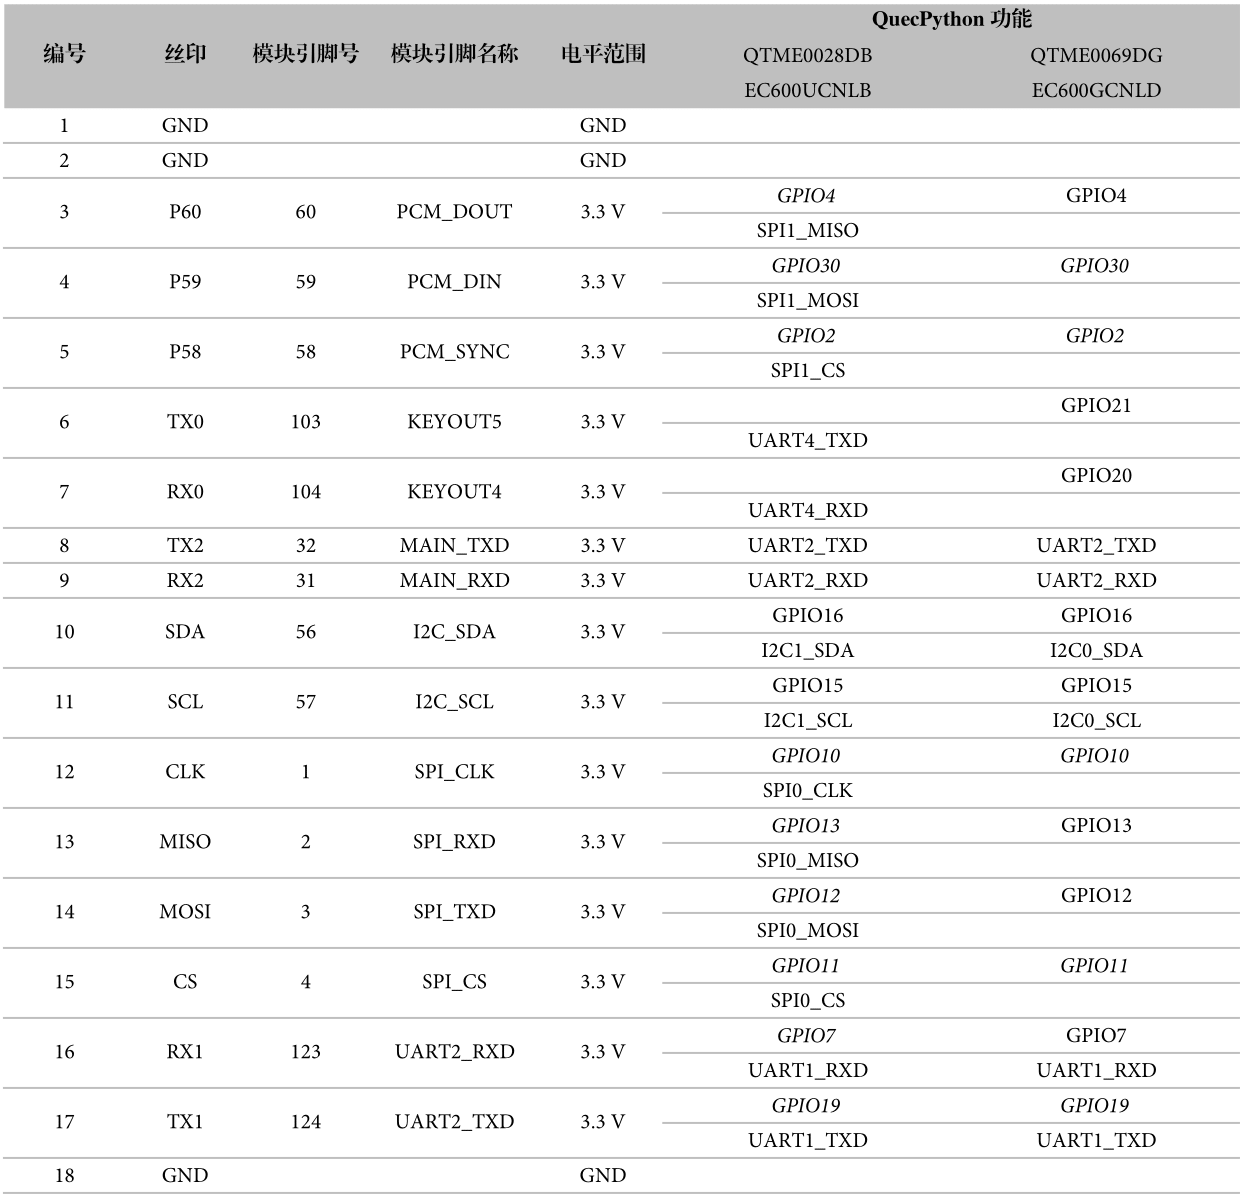 QuecPython 功能
编号 丝印 模块引脚号 模块引脚名称 电平范围 QTME0028DB QTME0069DG
EC600UCNLB EC600GCNLD
1 GND GND
2 GND GND
3 P60 60 PCM_DOUT 3.3 V GPIO4 GPIO4
SPI1_MISO
4 P59 59 PCM_DIN 3.3 V GPIO30 GPIO30
SPI1_MOSI
5 P58 58 PCM_SYNC 3.3 V GPIO2 GPIO2
SPI1_CS
6 TX0 103 KEYOUT5 3.3 V GPIO21
UART4_TXD
7 RX0 104 KEYOUT4 3.3 V GPIO20
UART4_RXD
8 TX2 32 MAIN_TXD 3.3 V UART2_TXD UART2_TXD
9 RX2 31 MAIN_RXD 3.3 V UART2_RXD UART2_RXD
10 SDA 56 I2C_SDA 3.3 V GPIO16 GPIO16
I2C1_SDA I2C0_SDA
11 SCL 57 I2C_SCL 3.3 V GPIO15 GPIO15
I2C1_SCL I2C0_SCL
12 CLK 1 SPI_CLK 3.3 V GPIO10 GPIO10
SPI0_CLK
13 MISO 2 SPI_RXD 3.3 V GPIO13 GPIO13
SPI0_MISO
14 MOSI 3 SPI_TXD 3.3 V GPIO12 GPIO12
SPI0_MOSI
15 CS 4 SPI_CS 3.3 V GPIO11 GPIO11
SPI0_CS
16 RX1 123 UART2_RXD 3.3 V GPIO7 GPIO7
UART1_RXD UART1_RXD
17 TX1 124 UART2_TXD 3.3 V GPIO19 GPIO19
UART1_TXD UART1_TXD
18 GND GND